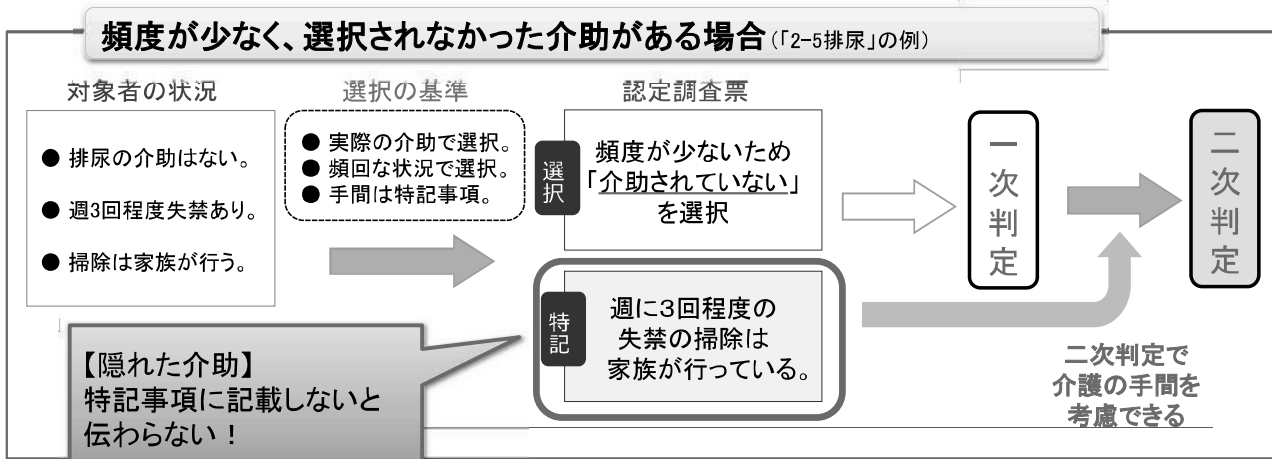 頻度が少なく、選択されなかった介助がある場合(「2-5排尿」の例)
対象者の状況
● 排尿の介助はない。
● 週3回程度失禁あり。
● 掃除は家族が行う。
選択の基準
● 実際の介助で選択。
● 頻回な状況で選択。
● 手間は特記事項。
認定調査票
選択
頻度が少ないため
「介助されていない」
を選択
特記
週に3回程度の
失禁の掃除は
家族が行っている。
一次判定
二次判定
二次判定で
介護の手間を
考慮できる
【隠れた介助】
特記事項に記載しないと
伝わらない！